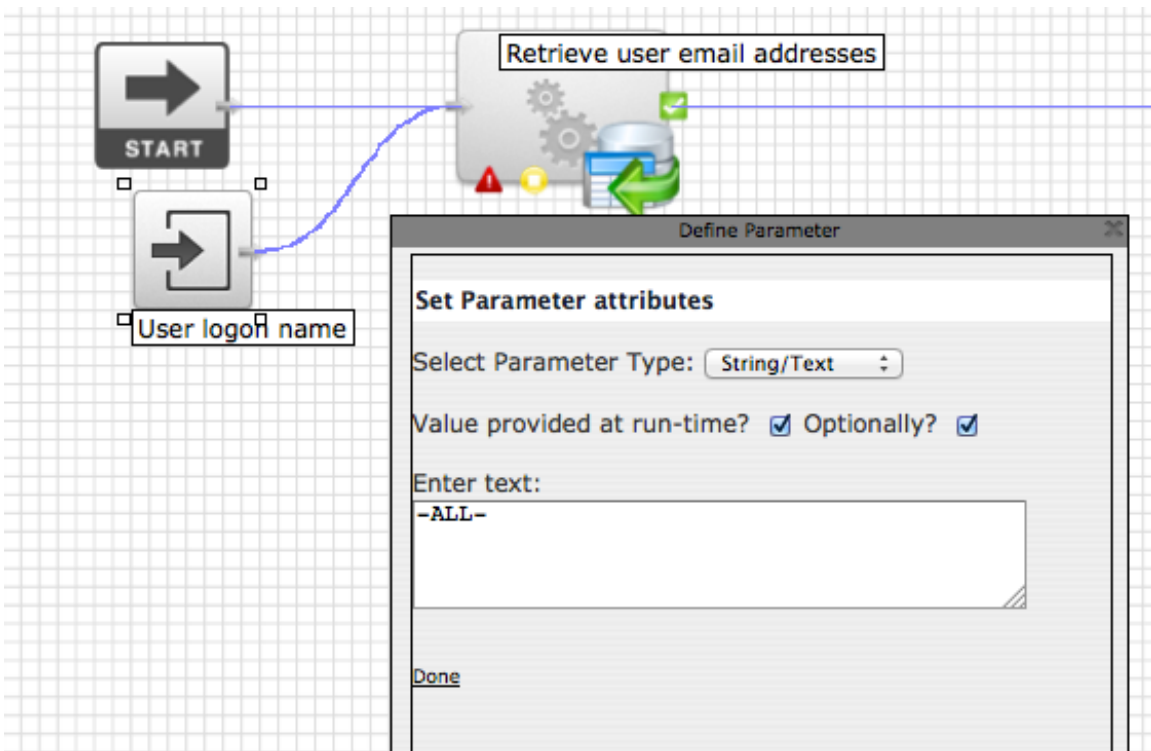 Retrieve user email addresses
START
User logon name
Define Parameter
Set Parameter attributes
Select Parameter Type: String/Text
Value provided at run-time? Optionally?
Enter text:
-ALL-
Done